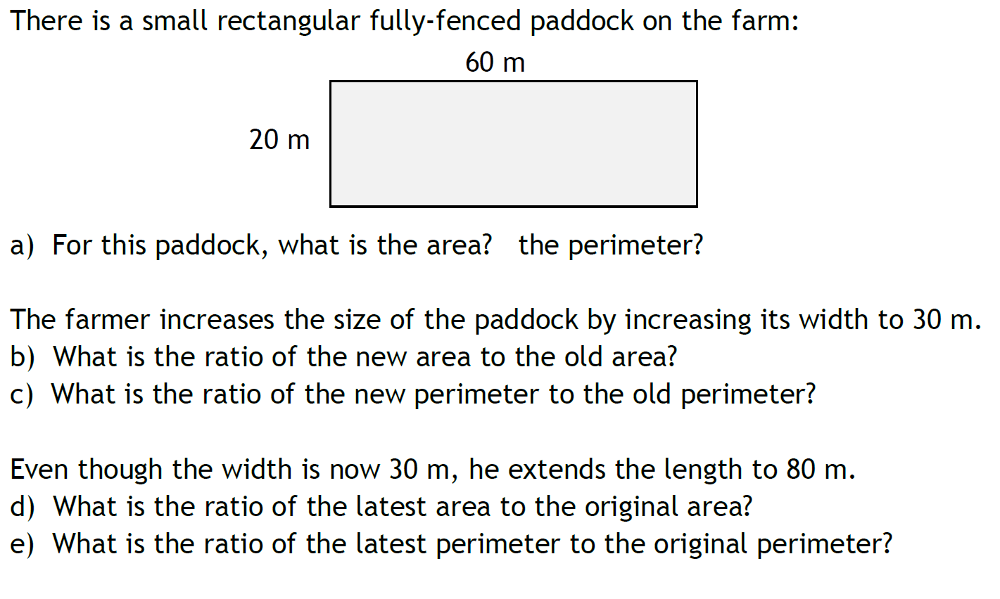 There is a small rectangular fully-fenced paddock on the farm:
60 m
20 m
a) For this paddock, what is the area? the perimeter?
The farmer increases the size of the paddock by increasing its width to 30 m.
b) What is the ratio of the new area to the old area?
c) What is the ratio of the new perimeter to the old perimeter?
Even though the width is now 30 m, he extends the length to 80 m.
d) What is the ratio of the latest area to the original area?
e) What is the ratio of the latest perimeter to the original perimeter?